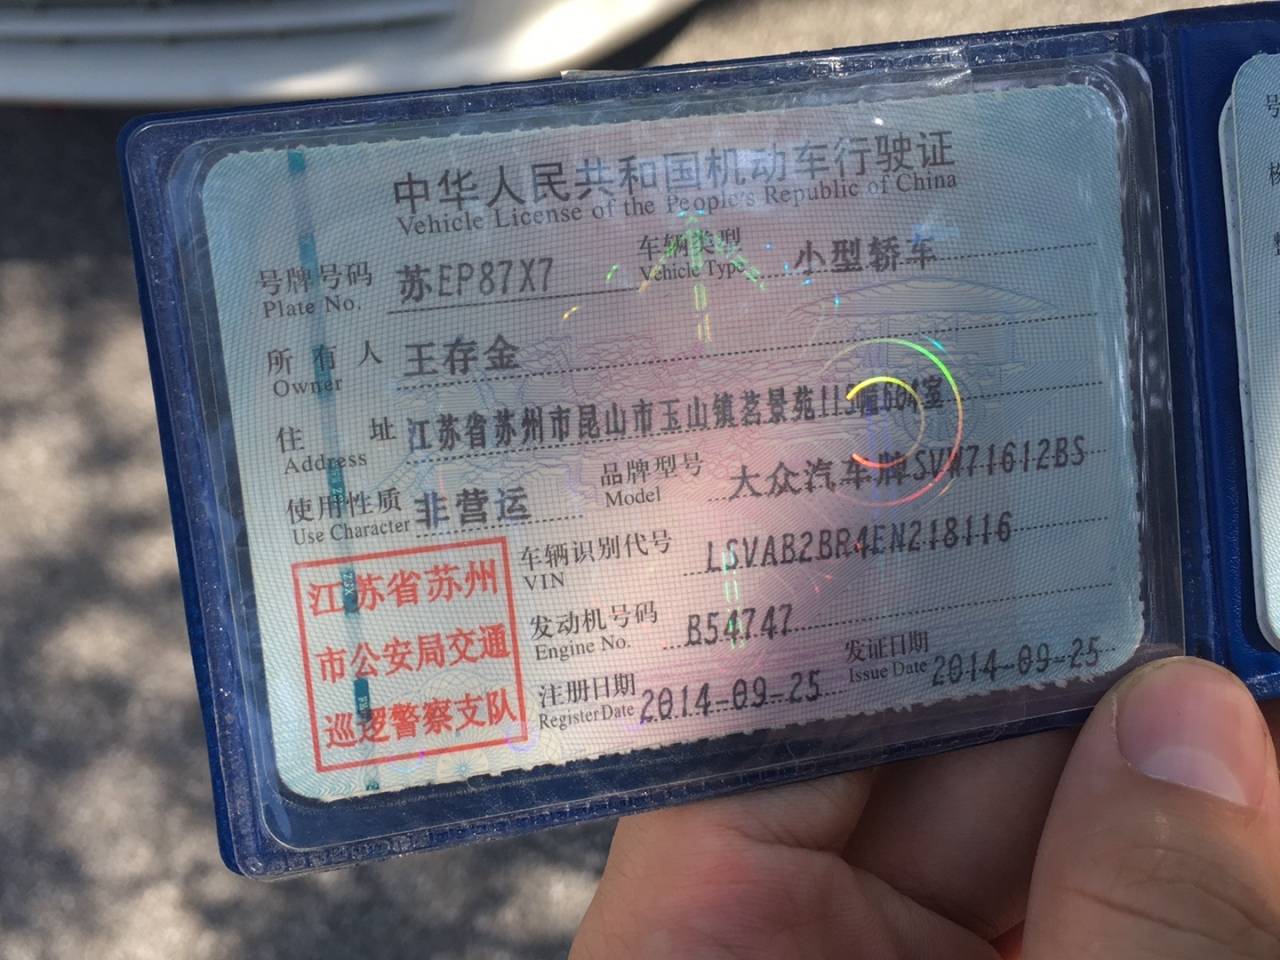 中华人民共和国机动车行驶证
Vehicle License of the People's Republic of China
号牌号码 苏EP87X7 车辆类型 小型轿车
Plate No. Vehicle Type
所有人 王存金
Owner
住址 江苏省苏州市昆山市玉山镇茗景苑 604室
Address
使用性质 非营运 品牌型号 大众汽车牌SVW71612BS
Use Character Model
车辆识别代号 LSVAB2BR4EN218116
VIN
发动机号码 B54747
Engine No.
注册日期 2014-09-25 发证日期 2014-09-25
Register Date Issue Date
江苏省苏州
市公安局交通
巡逻警察支队
号